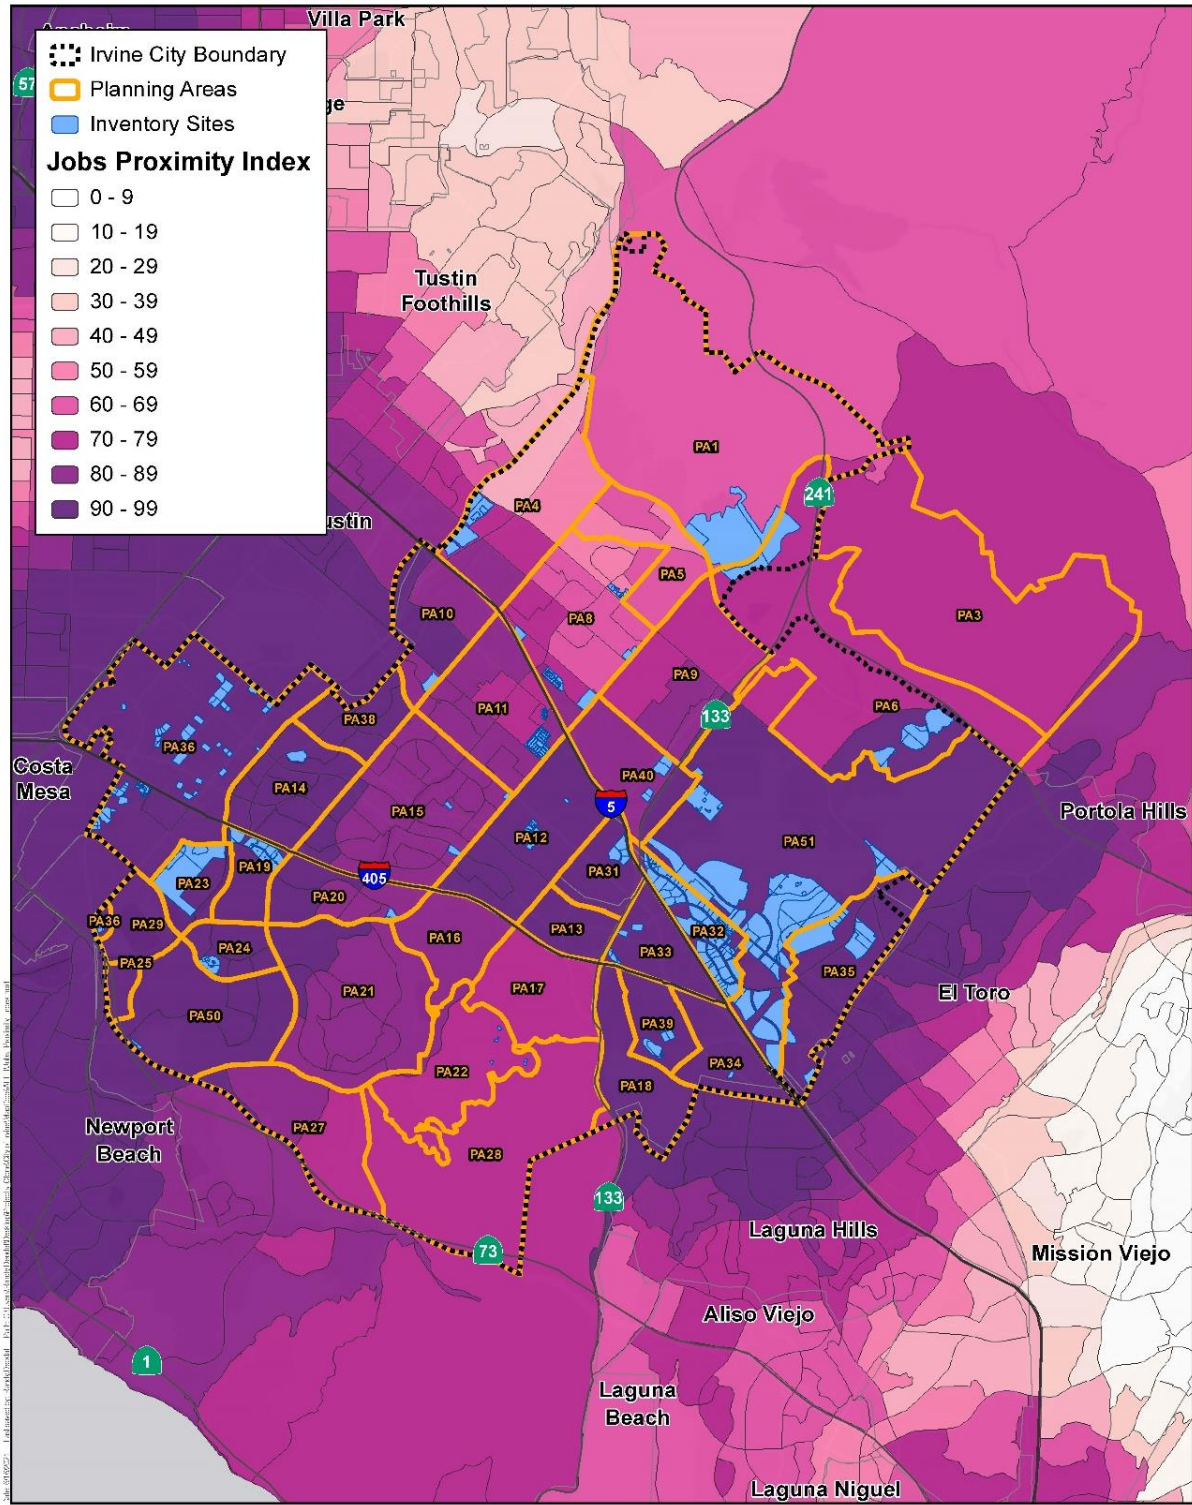 Villa Park
57
Irvine City Boundary
Planning Areas
Inventory Sites
Jobs Proximity Index
0 - 9
10 - 19
20 - 29
30 - 39
40 - 49
50 - 59
60 - 69
70 - 79
80 - 89
90 - 99
Tustin
Foothills
PA1
241
PA4
PA5
PA10
PA8
PA3
PA9
PA6
PA11
133
PA38
PA36
Costa
Mesa
PA40
PA14
5
PA15
Portola Hills
PA12
PA51
PA19
PA31
405
PA23
PA20
PA36
PA29
PA13
PA32
PA16
PA24
PA33
PA25
PA35
PA17
PA21
El Toro
PA50
PA39
PA34
PA22
PA18
PA27
Newport
Beach
PA28
133
Laguna Hills
73
Mission Viejo
Aliso Viejo
1
Laguna
Beach
Laguna Niguel